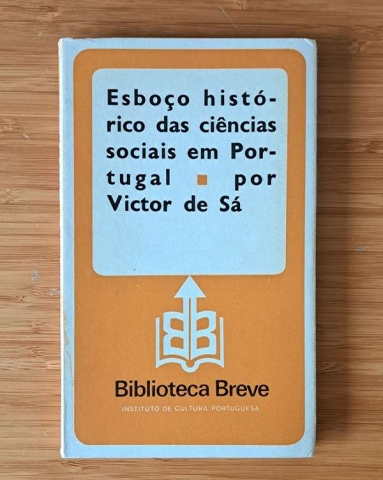 Esboço histó-
rico das ciências
sociais em Por-
tugal ▪ por
Victor de Sá
Biblioteca Breve
INSTITUTO DE CULTURA PORTUGUESA